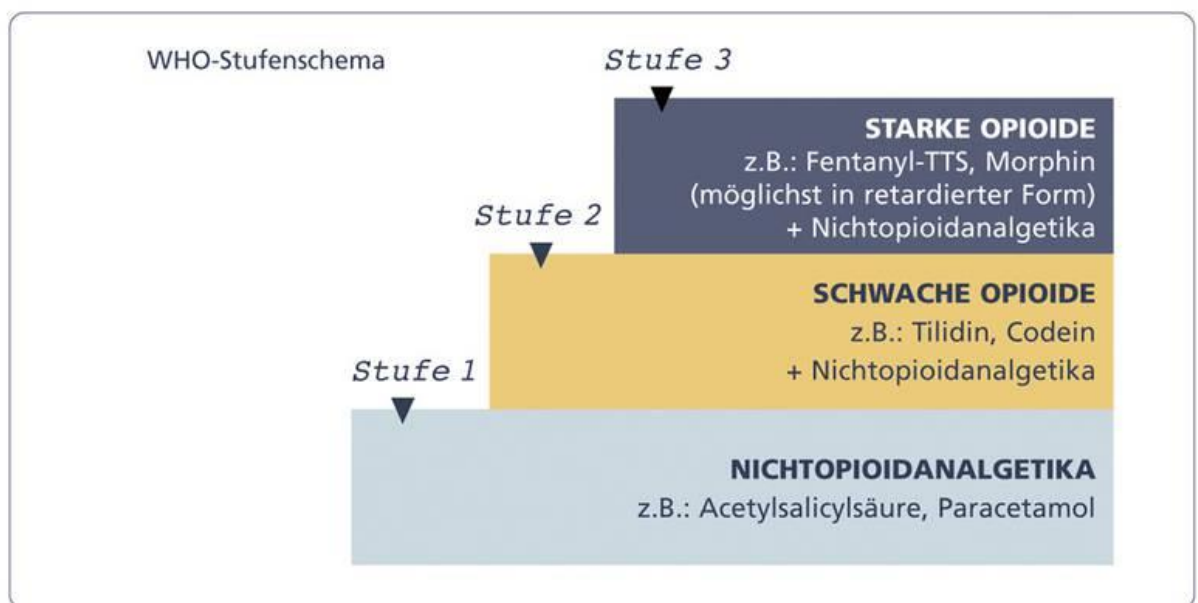 WHO-Stufenschema
Stufe 3
STARKE OPIOIDE
z.B.: Fentanyl-TTS, Morphin
(möglichst in retardierter Form)
+ Nichtopioidanalgetika
Stufe 2
SCHWACHE OPIOIDE
z.B.: Tilidin, Codein
+ Nichtopioidanalgetika
Stufe 1
NICHTOPIOIDANALGETIKA
z.B.: Acetylsalicylsäure, Paracetamol